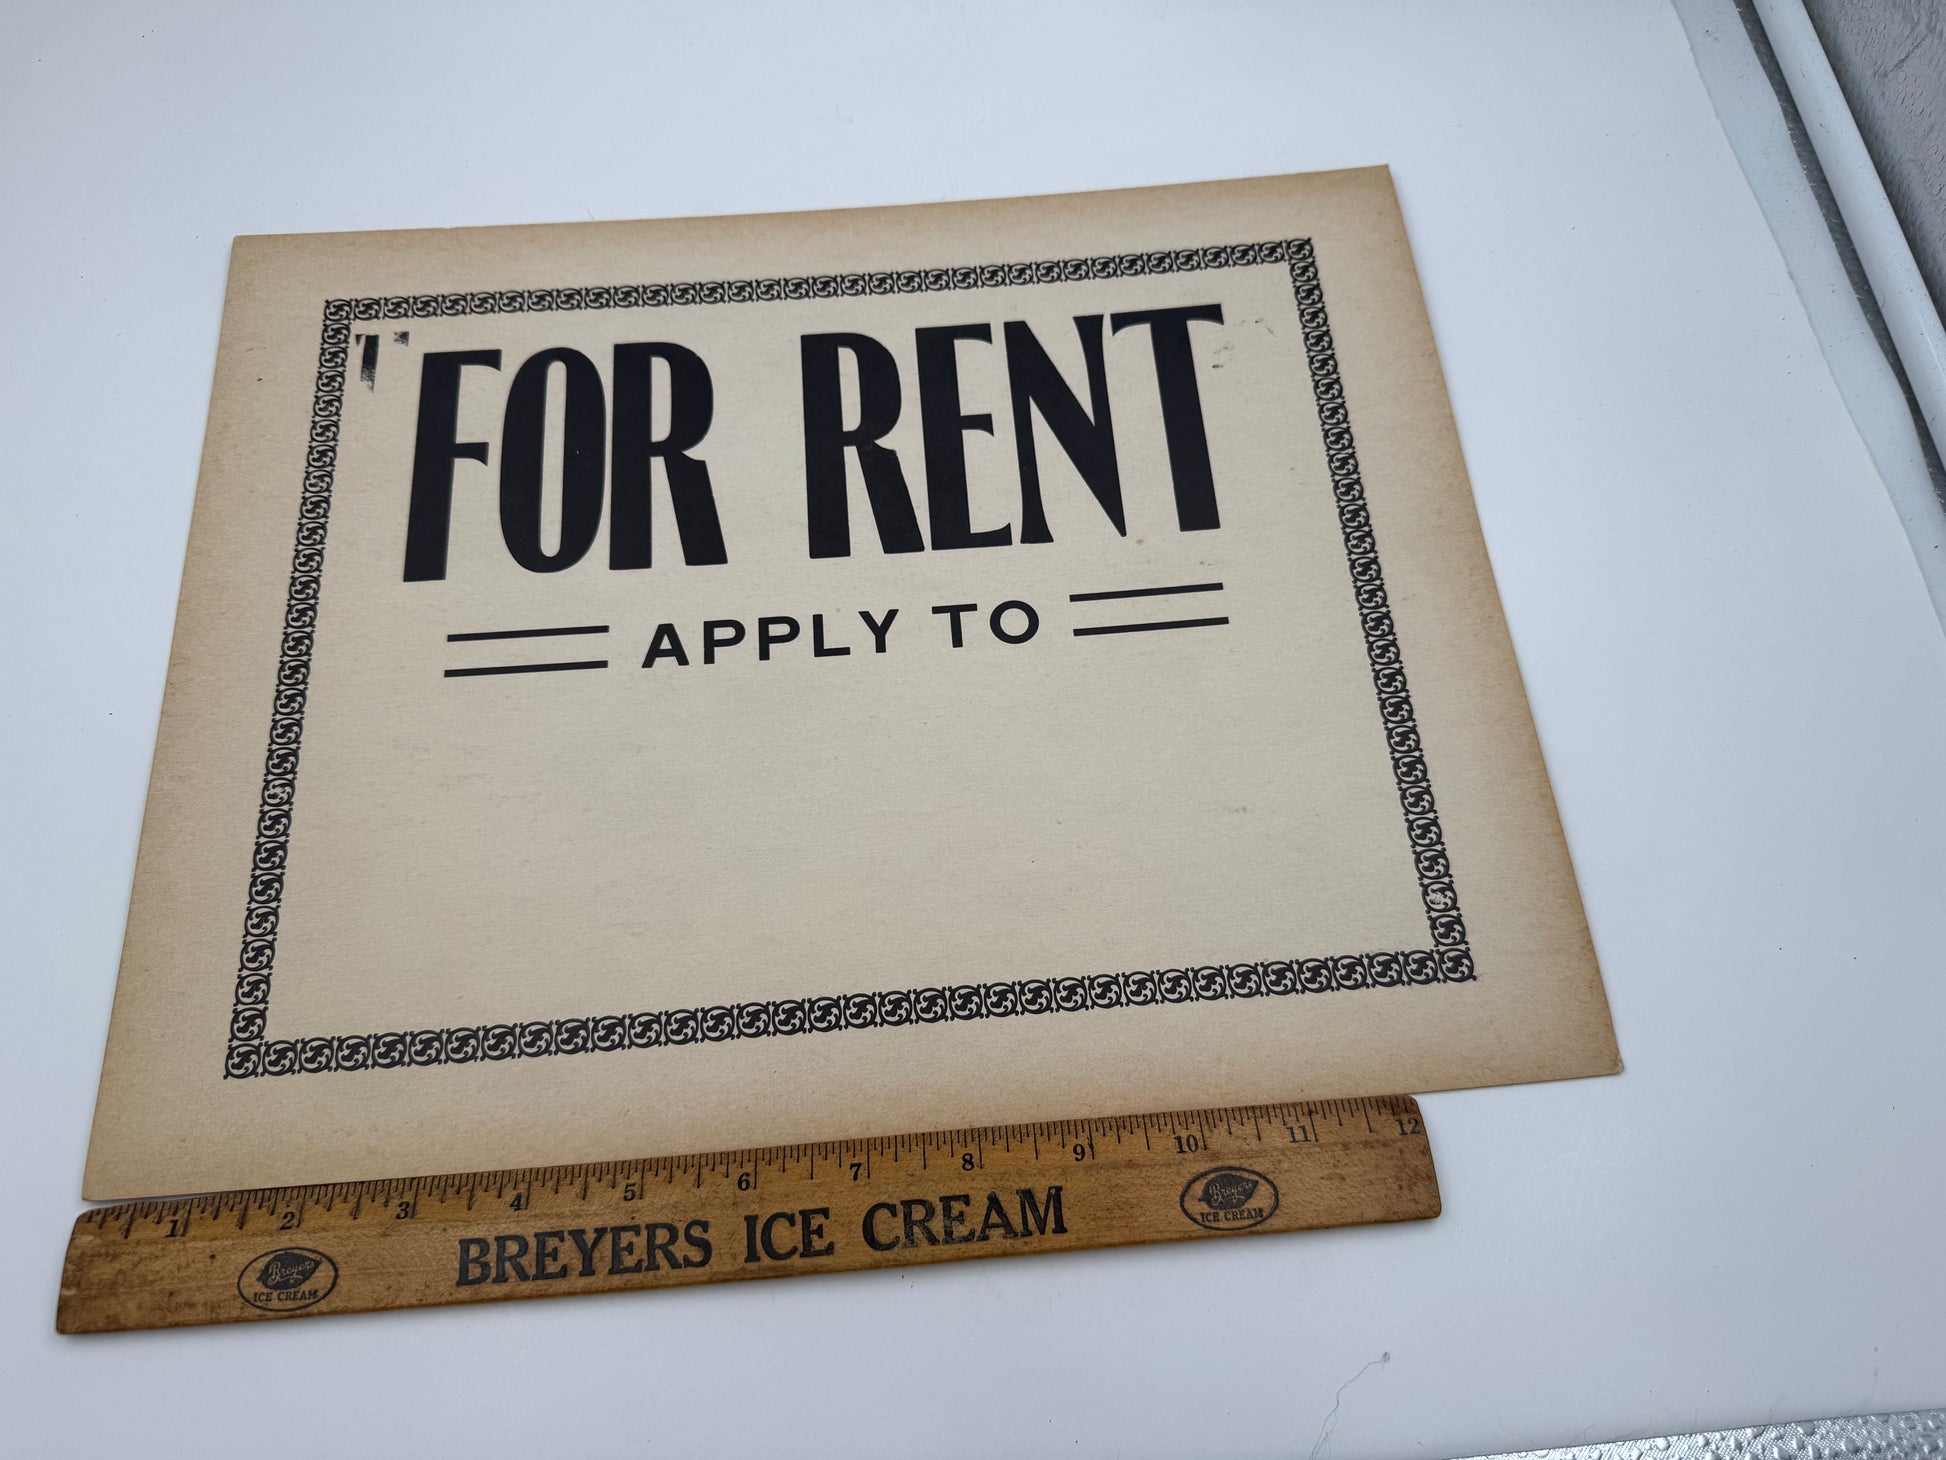 FOR RENT
APPLY TO
1 2 3 4 5 6 7 8 9 10 11 12
BREYERS ICE CREAM
Breyers
ICE CREAM
Breyers
ICE CREAM